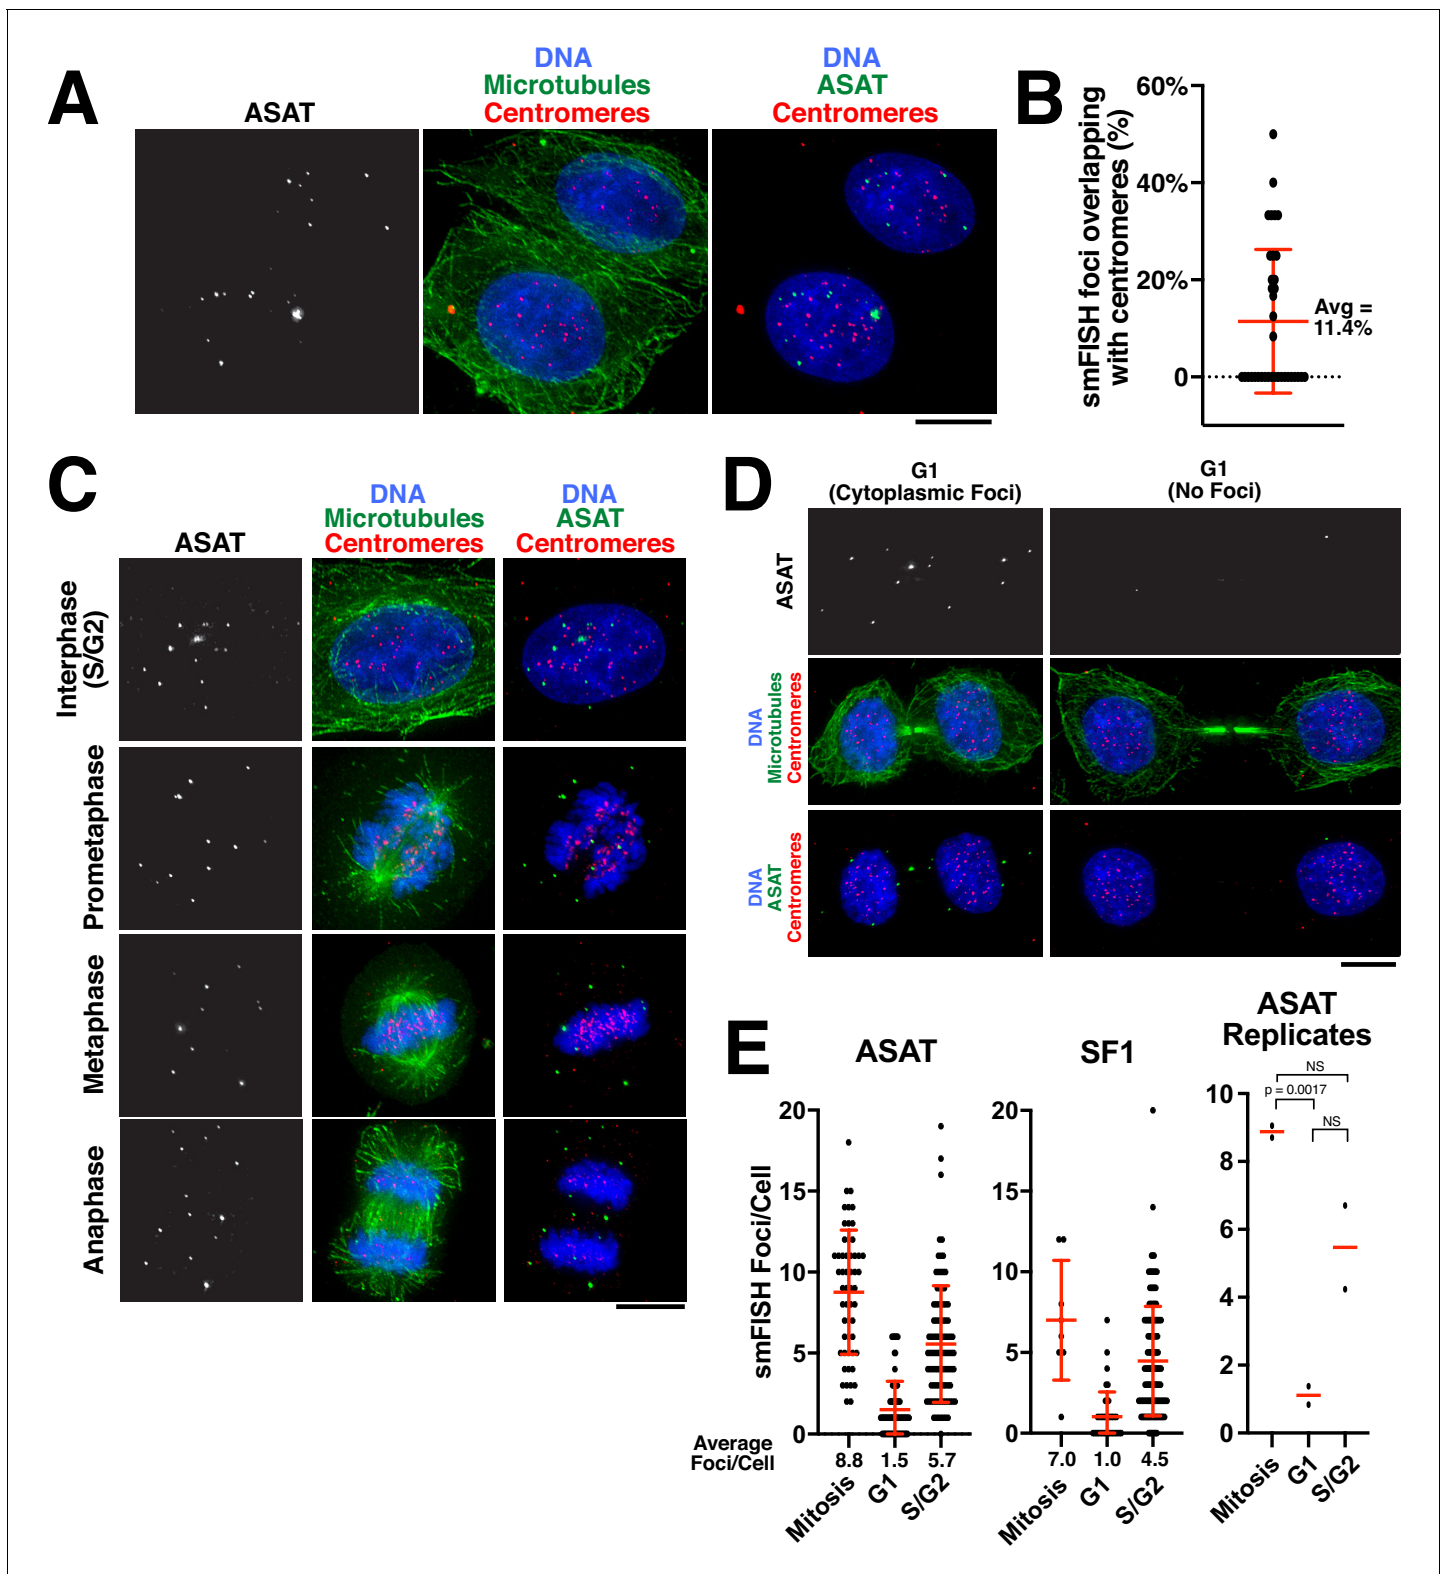 A
ASAT
DNA
Microtubules
Centromeres
DNA
ASAT
Centromeres
B
smFISH foci overlapping
with centromeres (%)
60%
40%
20%
0
Avg =
11.4%
C
ASAT
DNA
Microtubules
Centromeres
DNA
ASAT
Centromeres
Interphase
(S/G2)
Prometaphase
Metaphase
Anaphase
D
G1
(Cytoplasmic Foci)
G1
(No Foci)
ASAT
DNA
Microtubules
Centromeres
DNA
ASAT
Centromeres
E
ASAT
smFISH Foci/Cell
20
15
10
5
0
Average
Foci/Cell
8.8
1.5
5.7
Mitosis
G1
S/G2
SF1
20
15
10
5
0
7.0
1.0
4.5
Mitosis
G1
S/G2
ASAT
Replicates
NS
p = 0.0017
NS
10
8
6
4
2
0
Mitosis
G1
S/G2